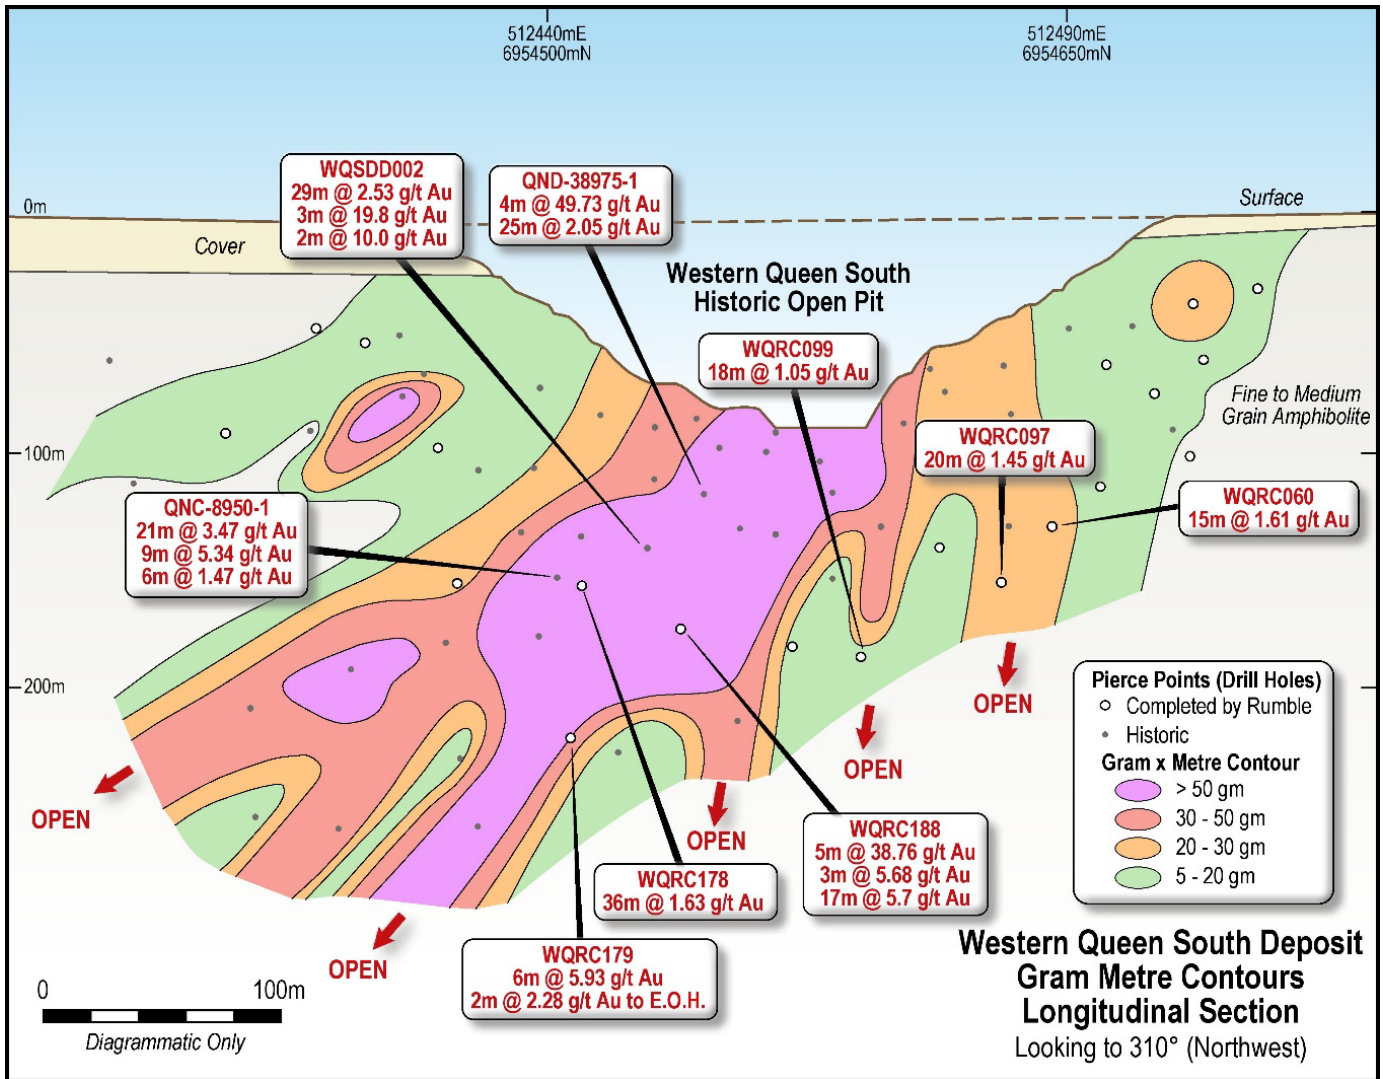 512440mE
6954500mN
512490mE
6954650mN
WQSDD002
29m @ 2.53 g/t Au
3m @ 19.8 g/t Au
2m @ 10.0 g/t Au
QND-38975-1
4m @ 49.73 g/t Au
25m @ 2.05 g/t Au
0m
Surface
Cover
Western Queen South
Historic Open Pit
WQRC099
18m @ 1.05 g/t Au
Fine to Medium
Grain Amphibolite
WQRC097
20m @ 1.45 g/t Au
100m
WQRC060
15m @ 1.61 g/t Au
QNC-8950-1
21m @ 3.47 g/t Au
9m @ 5.34 g/t Au
6m @ 1.47 g/t Au
200m
OPEN
OPEN
OPEN
OPEN
OPEN
Pierce Points (Drill Holes)
Completed by Rumble
Historic
Gram x Metre Contour
> 50 gm
30 - 50 gm
20 - 30 gm
5 - 20 gm
WQRC188
5m @ 38.76 g/t Au
3m @ 5.68 g/t Au
17m @ 5.7 g/t Au
WQRC178
36m @ 1.63 g/t Au
WQRC179
6m @ 5.93 g/t Au
2m @ 2.28 g/t Au to E.O.H.
0
100m
Diagrammatic Only
Western Queen South Deposit
Gram Metre Contours
Longitudinal Section
Looking to 310° (Northwest)